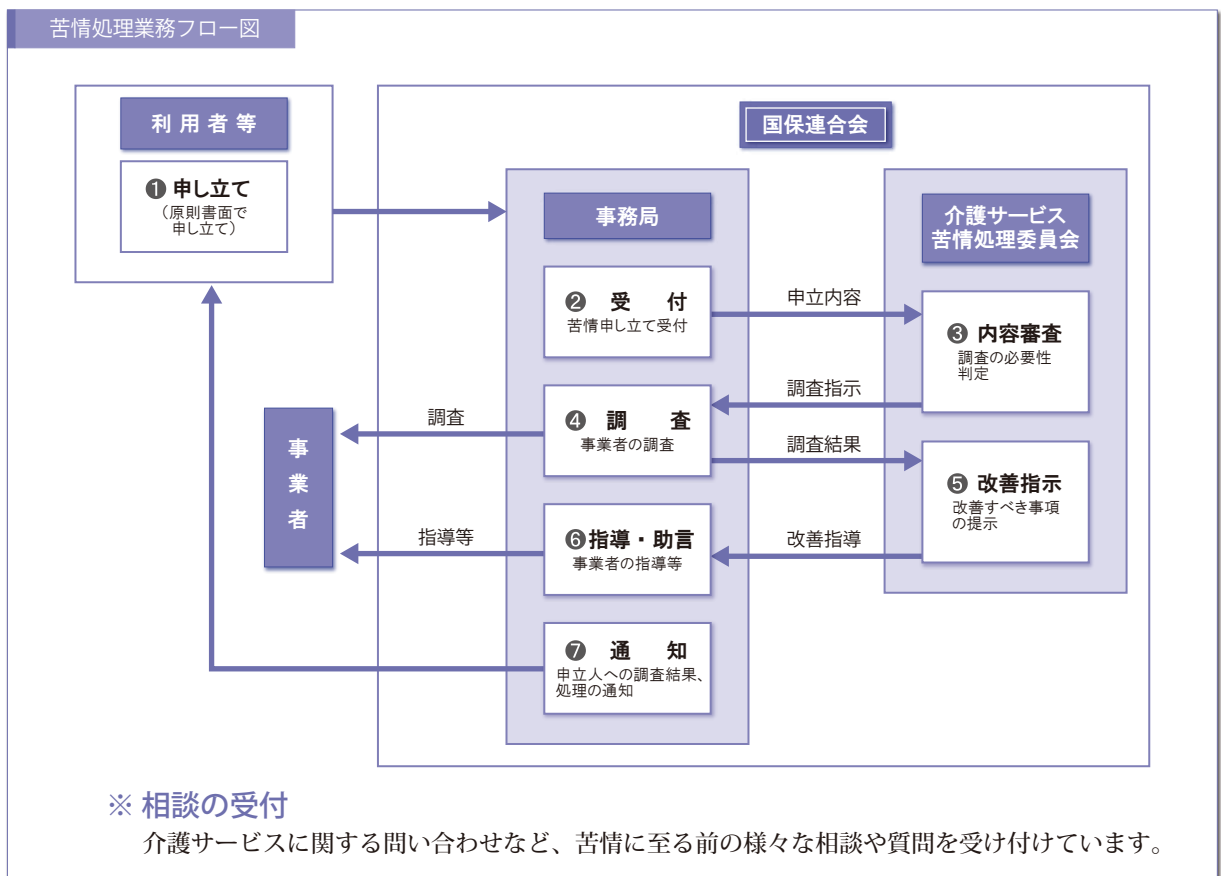 苦情処理業務フロー図
利用者等
❶ 申し立て
（原則書面で
申し立て）
国保連合会
事務局
❷ 受　付
苦情申し立て受付
申立内容
介護サービス
苦情処理委員会
❸ 内容審査
調査の必要性
判定
調査指示
❹ 調　査
事業者の調査
調査
事業者
調査結果
❺ 改善指示
改善すべき事項
の提示
改善指導
❻指導・助言
事業者の指導等
指導等
❼ 通　知
申立人への調査結果、
処理の通知
※ 相談の受付
介護サービスに関する問い合わせなど、苦情に至る前の様々な相談や質問を受け付けています。